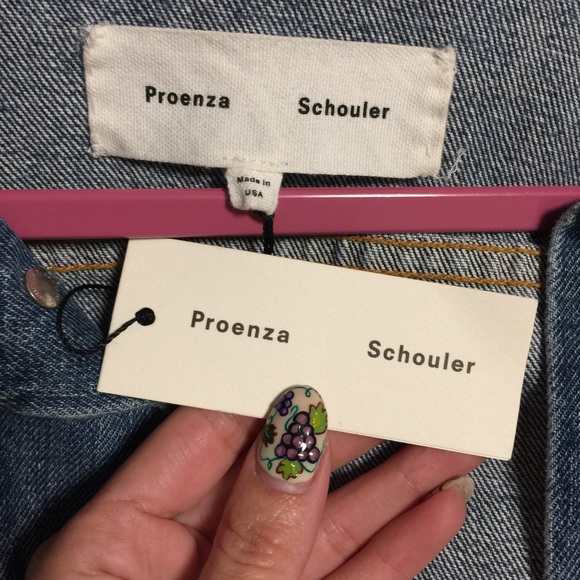 Proenza Schouler
Made in
USA
Proenza Schouler